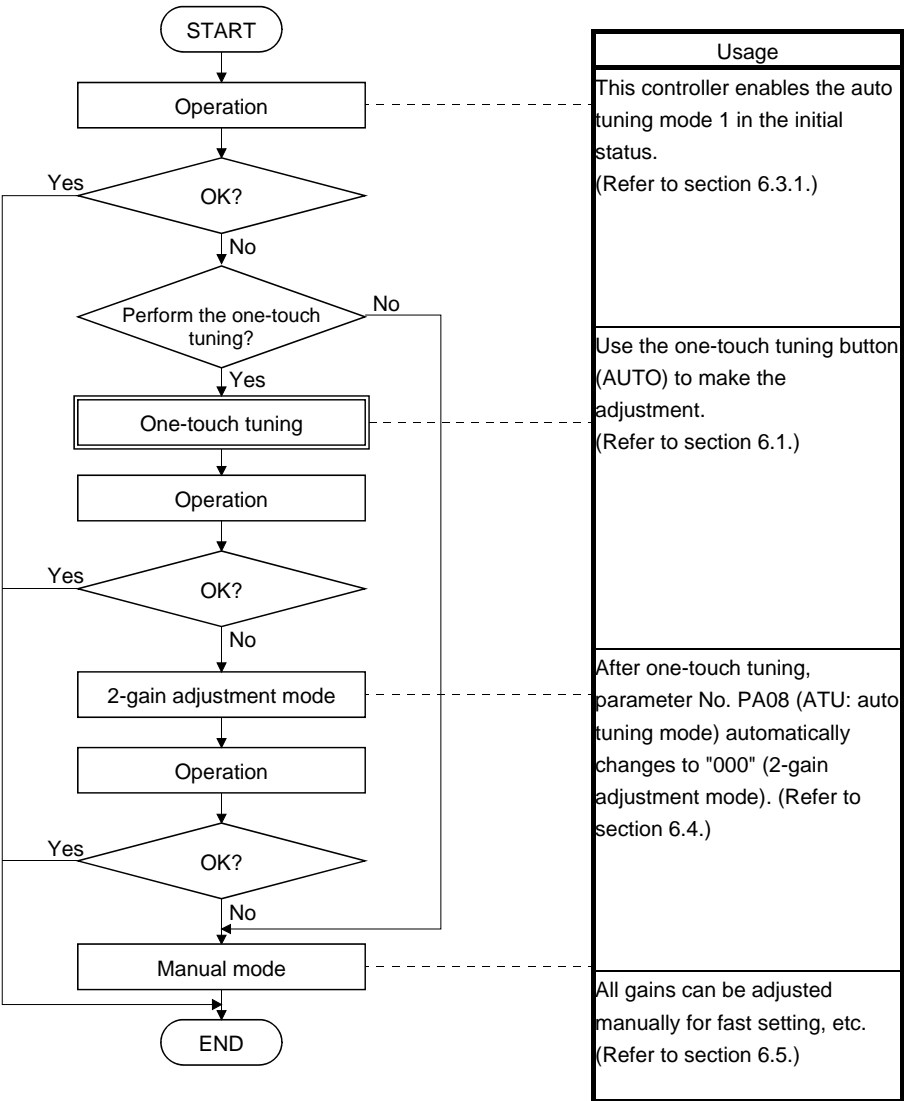 START
Operation
OK?
Yes
No
Perform the one-touch
tuning?
No
Yes
One-touch tuning
Operation
OK?
Yes
No
2-gain adjustment mode
Operation
OK?
Yes
No
Manual mode
END
Usage
This controller enables the auto
tuning mode 1 in the initial
status.
(Refer to section 6.3.1.)
Use the one-touch tuning button
(AUTO) to make the
adjustment.
(Refer to section 6.1.)
After one-touch tuning,
parameter No. PA08 (ATU: auto
tuning mode) automatically
changes to "000" (2-gain
adjustment mode). (Refer to
section 6.4.)
All gains can be adjusted
manually for fast setting, etc.
(Refer to section 6.5.)